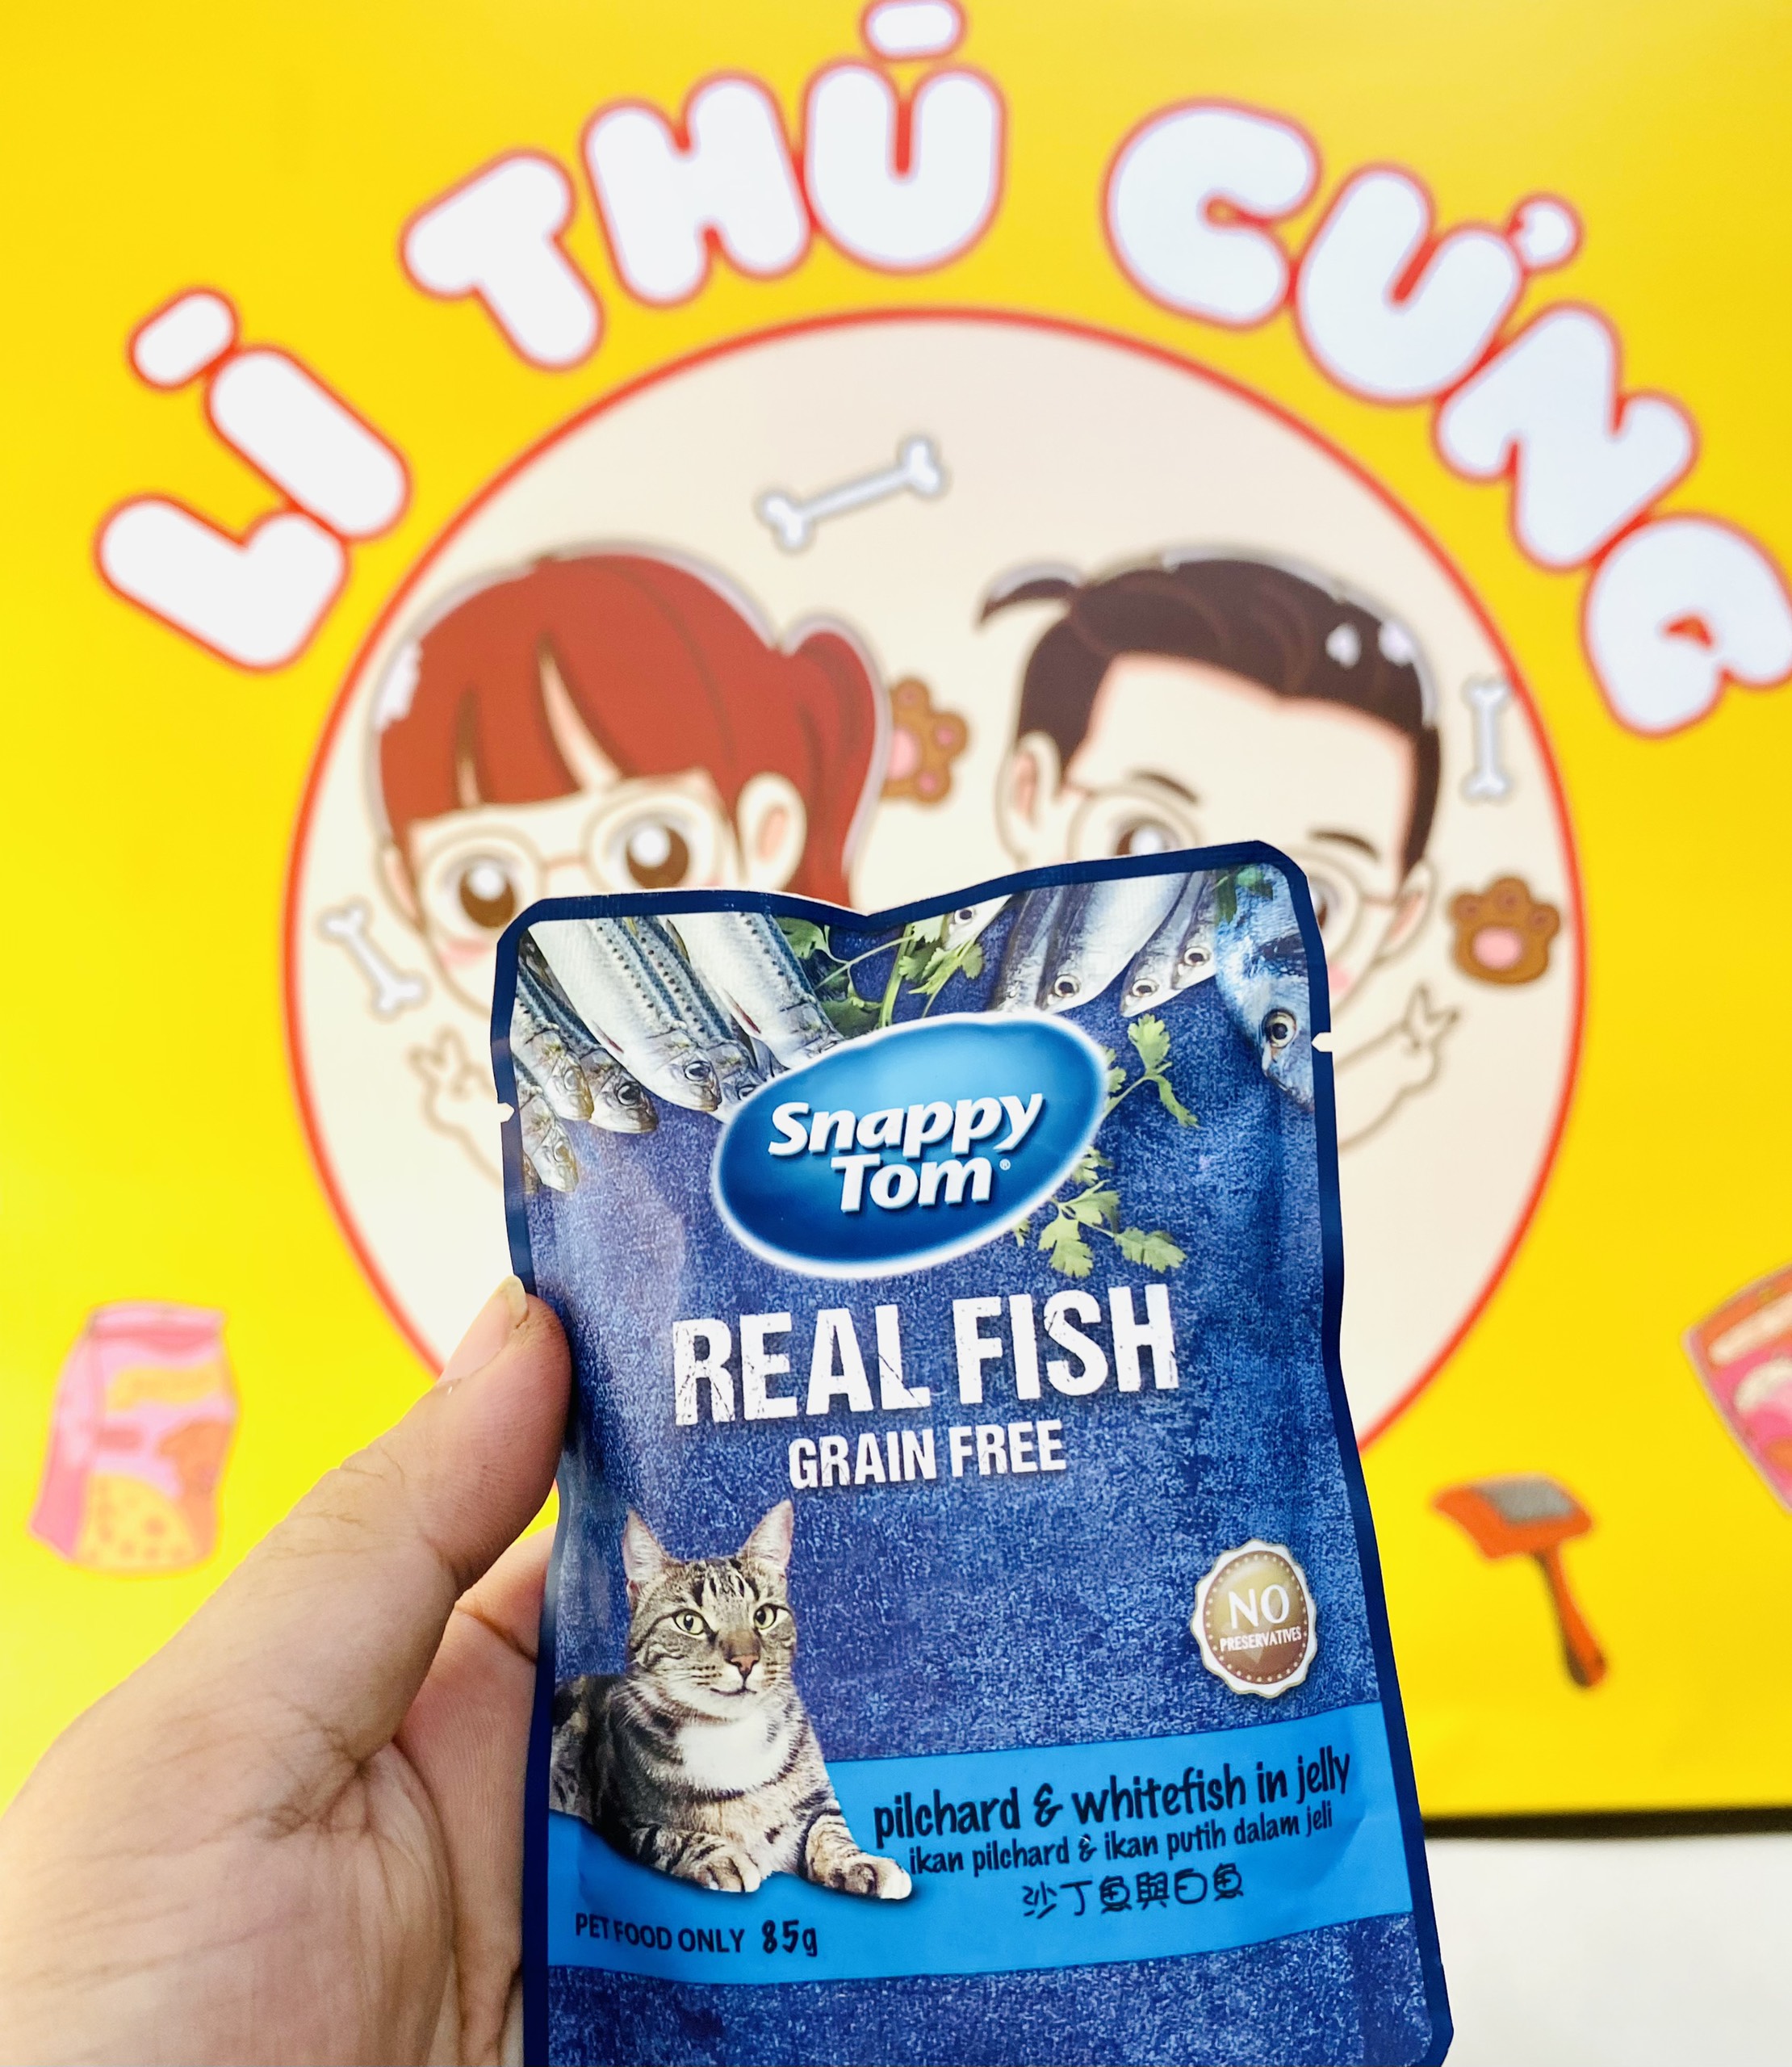 LÍ THÚ CƯNG
Snappy
Tom®
REAL FISH
GRAIN FREE
NO
PRESERVATIVES
pilchard & whitefish in jelly
ikan pilchard & ikan putih dalam jeli
沙丁魚與白魚
PET FOOD ONLY 85g